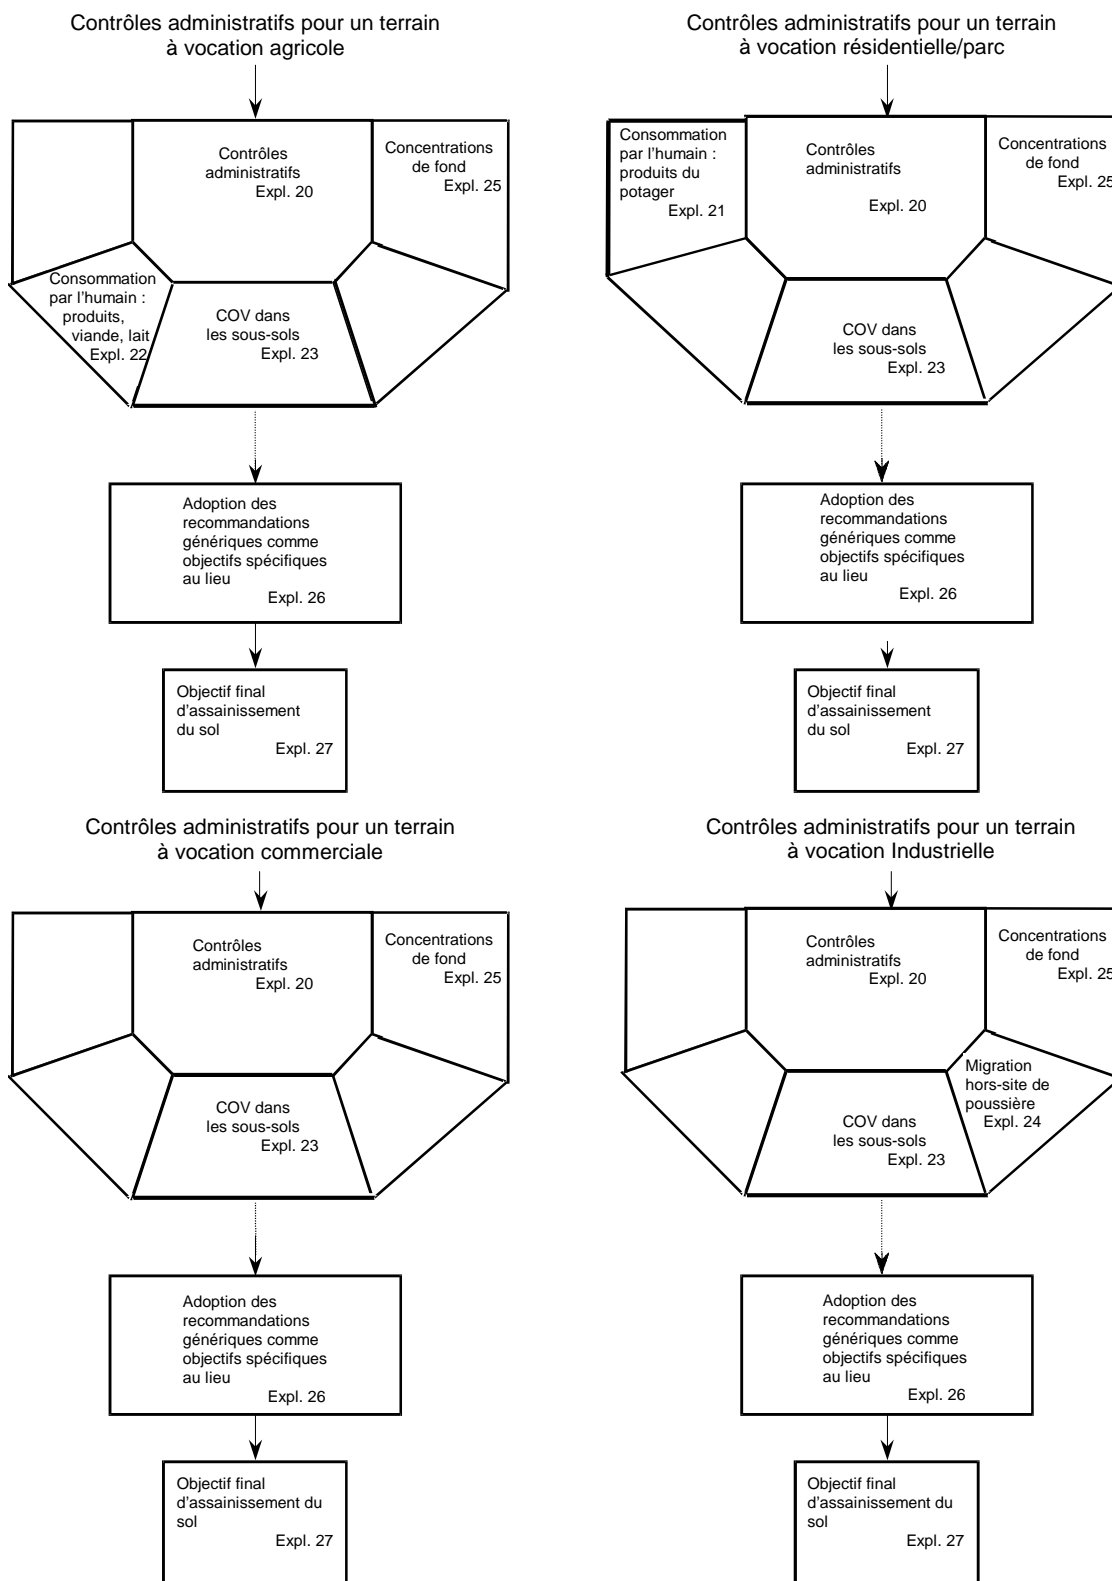 Contrôles administratifs pour un terrain
à vocation agricole
Contrôles
administratifs
Expl. 20
Concentrations
de fond
Expl. 25
Consommation
par l'humain :
produits,
viande, lait
Expl. 22
COV dans
les sous-sols
Expl. 23
Adoption des
recommandations
génériques comme
objectifs spécifiques
au lieu
Expl. 26
Objectif final
d'assainissement
du sol
Expl. 27
Contrôles administratifs pour un terrain
à vocation résidentielle/parc
Consommation
par l'humain :
produits du
potager
Expl. 21
Contrôles
administratifs
Expl. 20
Concentrations
de fond
Expl. 25
COV dans
les sous-sols
Expl. 23
Adoption des
recommandations
génériques comme
objectifs spécifiques
au lieu
Expl. 26
Objectif final
d'assainissement
du sol
Expl. 27
Contrôles administratifs pour un terrain
à vocation commerciale
Contrôles
administratifs
Expl. 20
Concentrations
de fond
Expl. 25
COV dans
les sous-sols
Expl. 23
Adoption des
recommandations
génériques comme
objectifs spécifiques
au lieu
Expl. 26
Objectif final
d'assainissement du
sol
Expl. 27
Contrôles administratifs pour un terrain
à vocation Industrielle
Contrôles
administratifs
Expl. 20
Concentrations
de fond
Expl. 25
Migration
hors-site de
poussière
Expl. 24
COV dans
les sous-sols
Expl. 23
Adoption des
recommandations
génériques comme
objectifs spécifiques
au lieu
Expl. 26
Objectif final
d'assainissement du
sol
Expl. 27